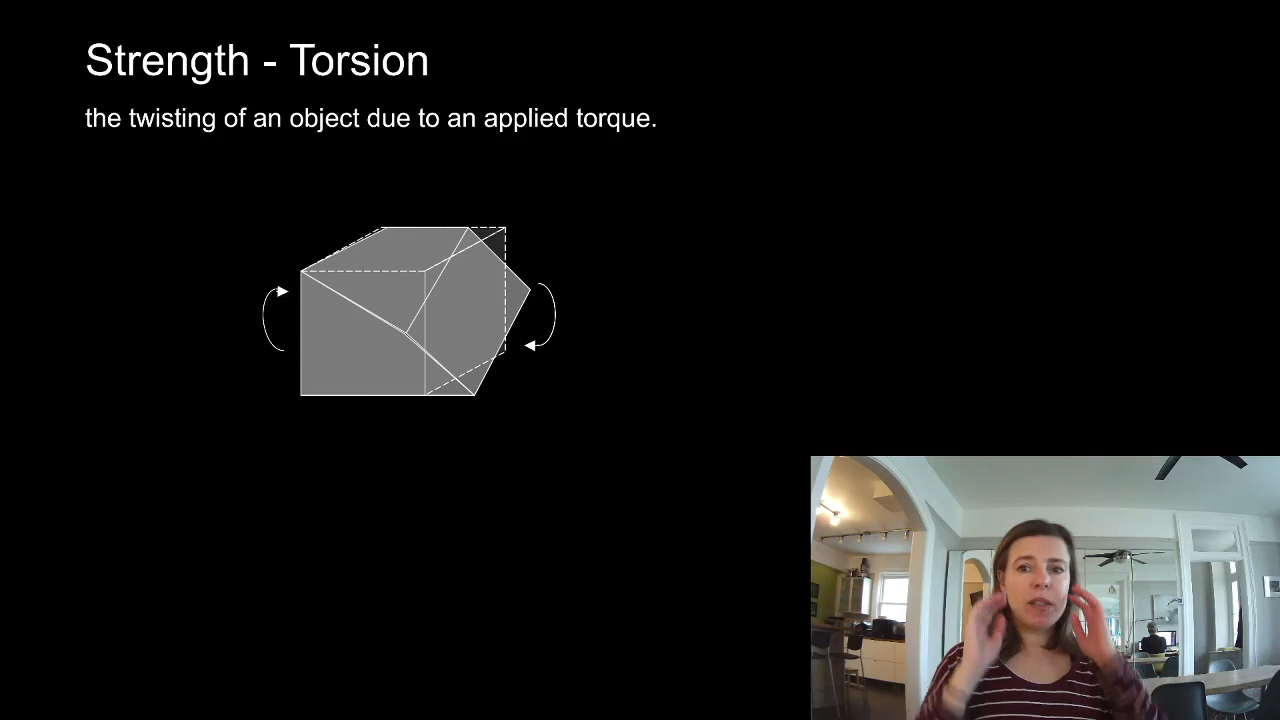 Strength - Torsion
the twisting of an object due to an applied torque.